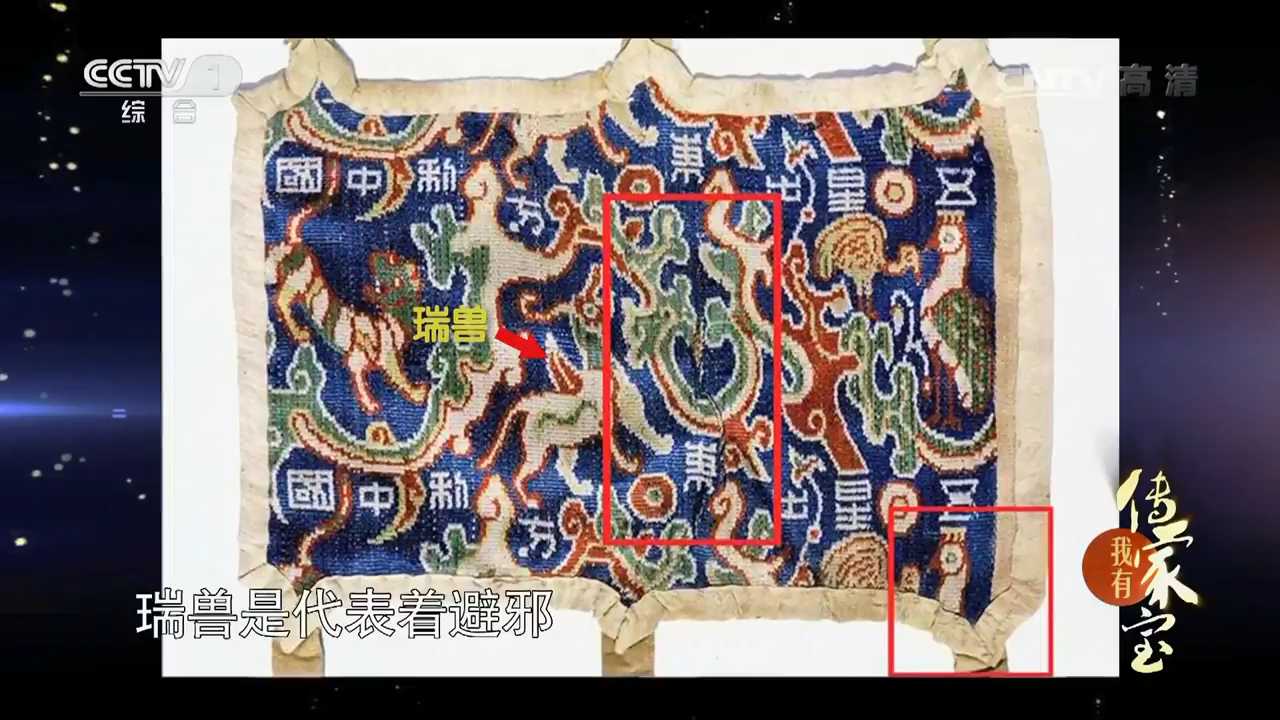 CCTV 1
综合
CNTV 高清
五星出東方利中國
瑞兽
五星出東方利中國
我有
传家宝
瑞兽是代表着避邪